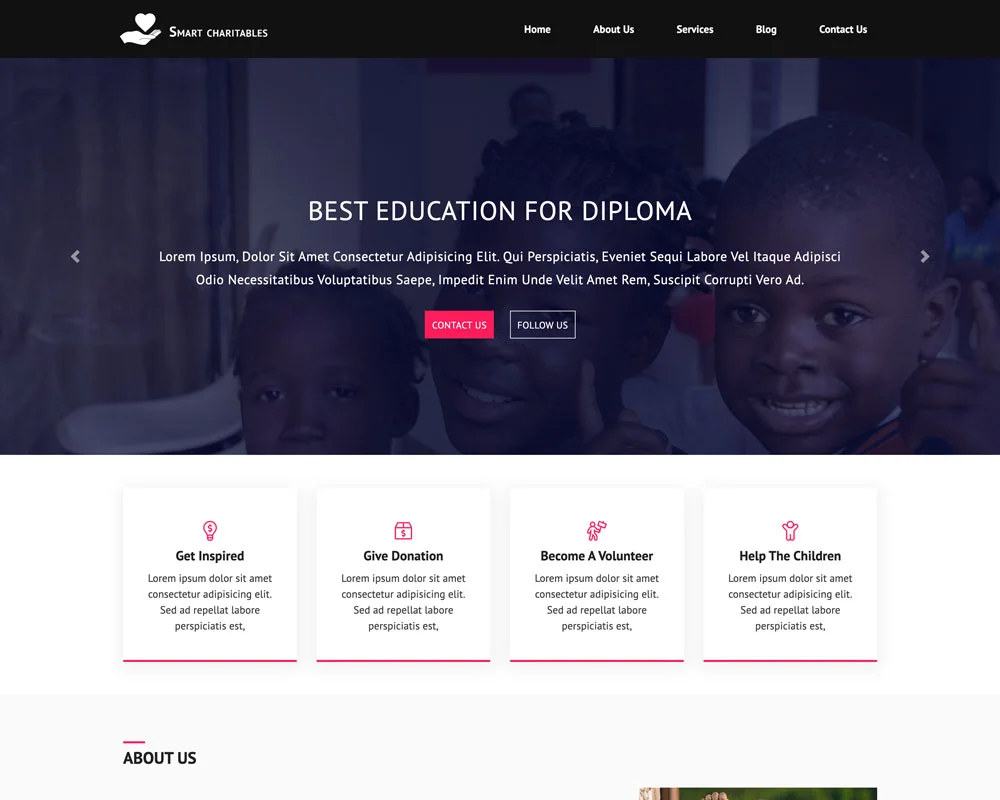 Smart charitables
Home
About Us
Services
Blog
Contact Us
BEST EDUCATION FOR DIPLOMA
Lorem Ipsum, Dolor Sit Amet Consectetur Adipisicing Elit. Qui Perspiciatis, Eveniet Sequi Labore Vel Itaque Adipisci
Odio Necessitatibus Voluptatibus Saepe, Impedit Enim Unde Velit Amet Rem, Suscipit Corrupti Vero Ad.
CONTACT US
FOLLOW US
Get Inspired
Lorem ipsum dolor sit amet
consectetur adipisicing elit.
Sed ad repellat labore
perspiciatis est,
Give Donation
Lorem ipsum dolor sit amet
consectetur adipisicing elit.
Sed ad repellat labore
perspiciatis est,
Become A Volunteer
Lorem ipsum dolor sit amet
consectetur adipisicing elit.
Sed ad repellat labore
perspiciatis est,
Help The Children
Lorem ipsum dolor sit amet
consectetur adipisicing elit.
Sed ad repellat labore
perspiciatis est,
ABOUT US